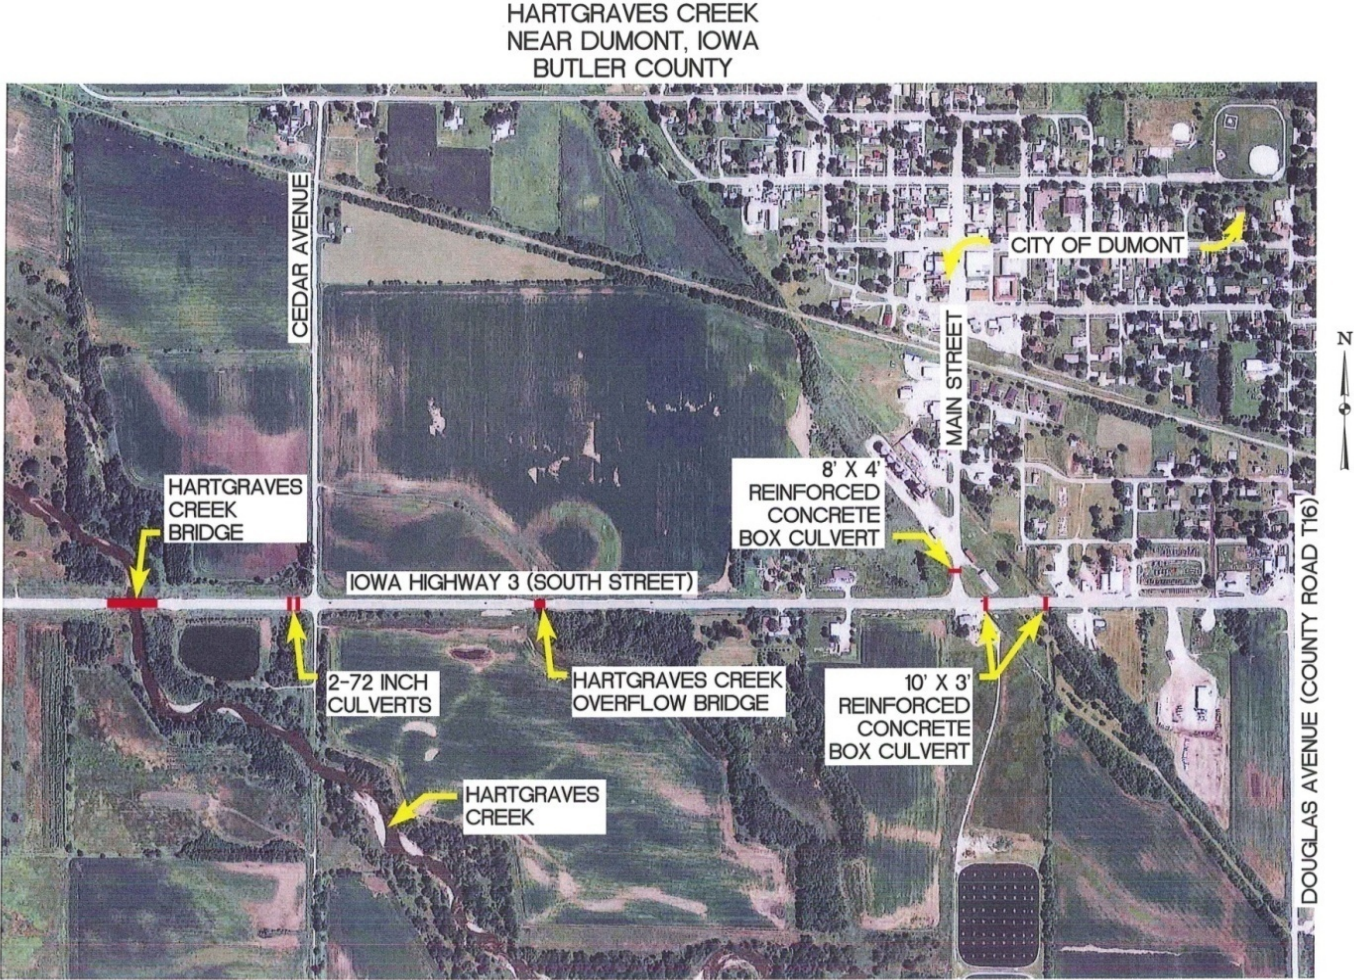 HARTGRAVES CREEK
NEAR DUMONT, IOWA
BUTLER COUNTY
CEDAR AVENUE
CITY OF DUMONT
MAIN STREET
N
8' X 4'
REINFORCED
CONCRETE
BOX CULVERT
HARTGRAVES
CREEK
BRIDGE
IOWA HIGHWAY 3 (SOUTH STREET)
2-72 INCH
CULVERTS
HARTGRAVES CREEK
OVERFLOW BRIDGE
10' X 3'
REINFORCED
CONCRETE
BOX CULVERT
HARTGRAVES
CREEK
DOUGLAS AVENUE (COUNTY ROAD T16)